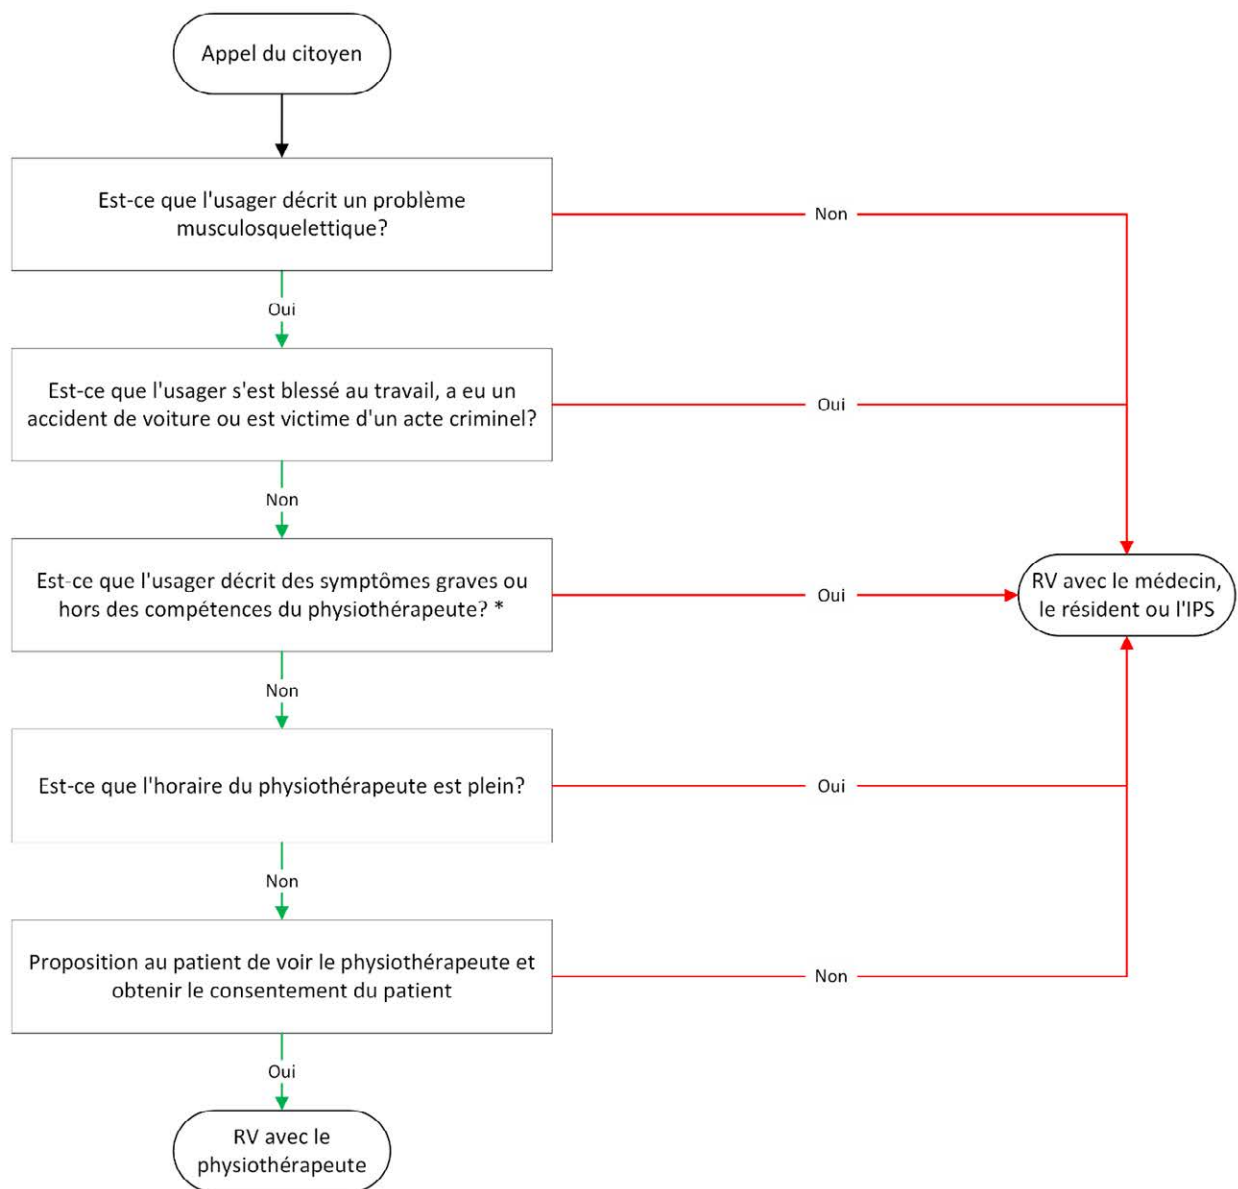 Appel du citoyen
Est-ce que l'usager décrit un problème
musculosquelettique?
Non
Oui
Est-ce que l'usager s'est blessé au travail, a eu un
accident de voiture ou est victime d'un acte criminel?
Oui
Non
Est-ce que l'usager décrit des symptômes graves ou
hors des compétences du physiothérapeute? *
Oui
RV avec le médecin,
le résident ou l'IPS
Non
Est-ce que l'horaire du physiothérapeute est plein?
Oui
Non
Proposition au patient de voir le physiothérapeute et
obtenir le consentement du patient
Non
Oui
RV avec le
physiothérapeute